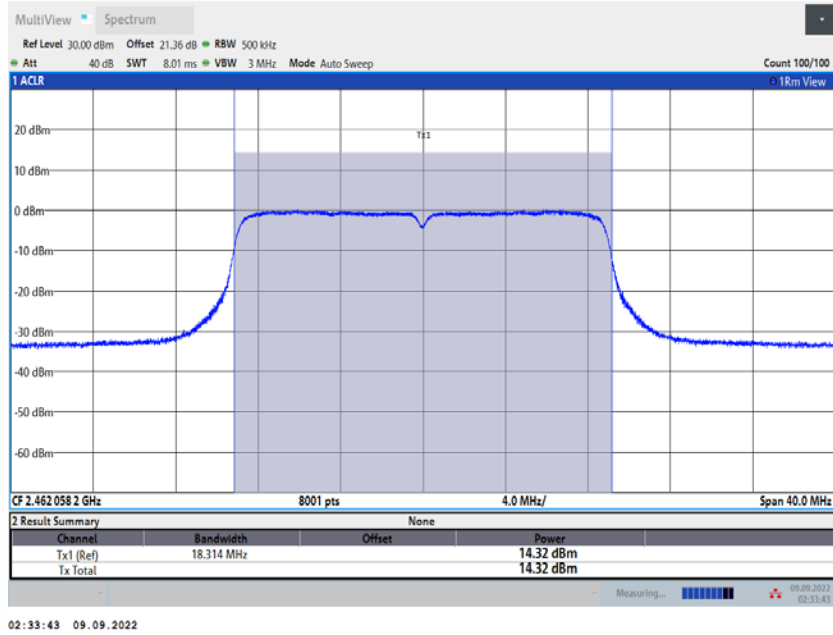 MultiView Spectrum
Ref Level 30.00 dBm Offset 21.36 dB RBW 500 kHz
Att 40 dB SWT 8.01 ms VBW 3 MHz Mode Auto Sweep Count 100/100
1 ACLR 1Rm View
20 dBm
Tx1
10 dBm
0 dBm
-10 dBm
-20 dBm
-30 dBm
-40 dBm
-50 dBm
-60 dBm
CF 2.462 058 2 GHz 8001 pts 4.0 MHz/ Span 40.0 MHz
2 Result Summary None
Channel Bandwidth Offset Power
Tx1 (Ref) 18.314 MHz 14.32 dBm
Tx Total 14.32 dBm
Measuring... 09.09.2022
02:33:43
02:33:43 09.09.2022